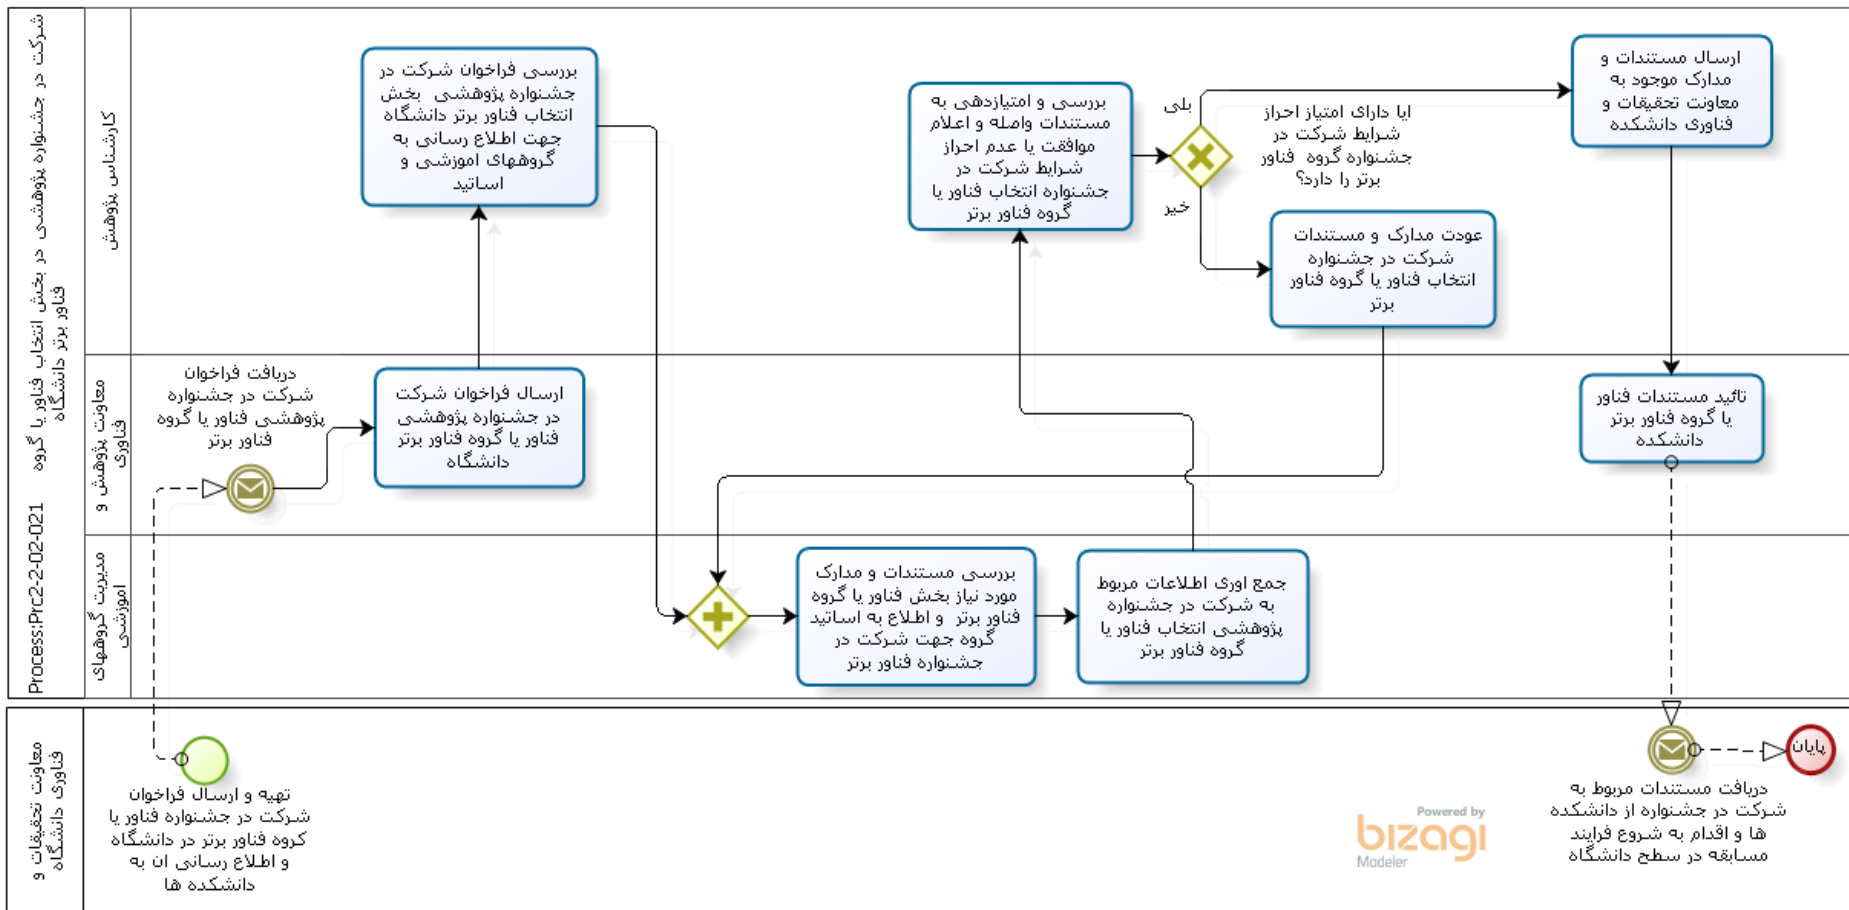 شرکت در جشنواره پژوهشی در بخش انتخاب فناور یا گروه
فناور برتر دانشگاه
Process:Prc2-2-02-021
کارشناس پژوهش
بررسی فراخوان شرکت در
جشنواره پژوهشی بخش
انتخاب فناور برتر دانشگاه
جهت اطلاع رسانی به
گروههای اموزشی و
اساتید
بررسی و امتیازدهی به
مستندات واصله و اعلام
موافقت یا عدم احراز
شرایط شرکت در
جشنواره انتخاب فناور یا
گروه فناور برتر
بلی
خیر
ایا دارای امتیاز احراز
شرایط شرکت در
جشنواره گروه فناور
برتر را دارد؟
ارسال مستندات و
مدارک موجود به
معاونت تحقیقات و
فناوری دانشکده
عودت مدارک و مستندات
شرکت در جشنواره
انتخاب فناور یا گروه فناور
برتر
معاونت پژوهش و
فناوری
دریافت فراخوان
شرکت در جشنواره
پژوهشی فناور یا گروه
فناور برتر
ارسال فراخوان شرکت
در جشنواره پژوهشی
فناور یا گروه فناور برتر
دانشگاه
تائید مستندات فناور
یا گروه فناور برتر
دانشکده
مدیریت گروههای
اموزشی
بررسی مستندات و مدارک
مورد نیاز بخش فناور یا گروه
فناور برتر و اطلاع به اساتید
گروه جهت شرکت در
جشنواره فناور برتر
جمع اوری اطلاعات مربوط
به شرکت در جشنواره
پژوهشی انتخاب فناور یا
گروه فناور برتر
معاونت تحقیقات و
فناوری دانشگاه
تهیه و ارسال فراخوان
شرکت در جشنواره فناور یا
کروه فناور برتر در دانشگاه
و اطلاع رسانی ان به
دانشکده ها
دریافت مستندات مربوط به
شرکت در جشنواره از دانشکده
ها و اقدام به شروع فرایند
مسابقه در سطح دانشگاه
پایان
Powered by
bizagi
Modeler